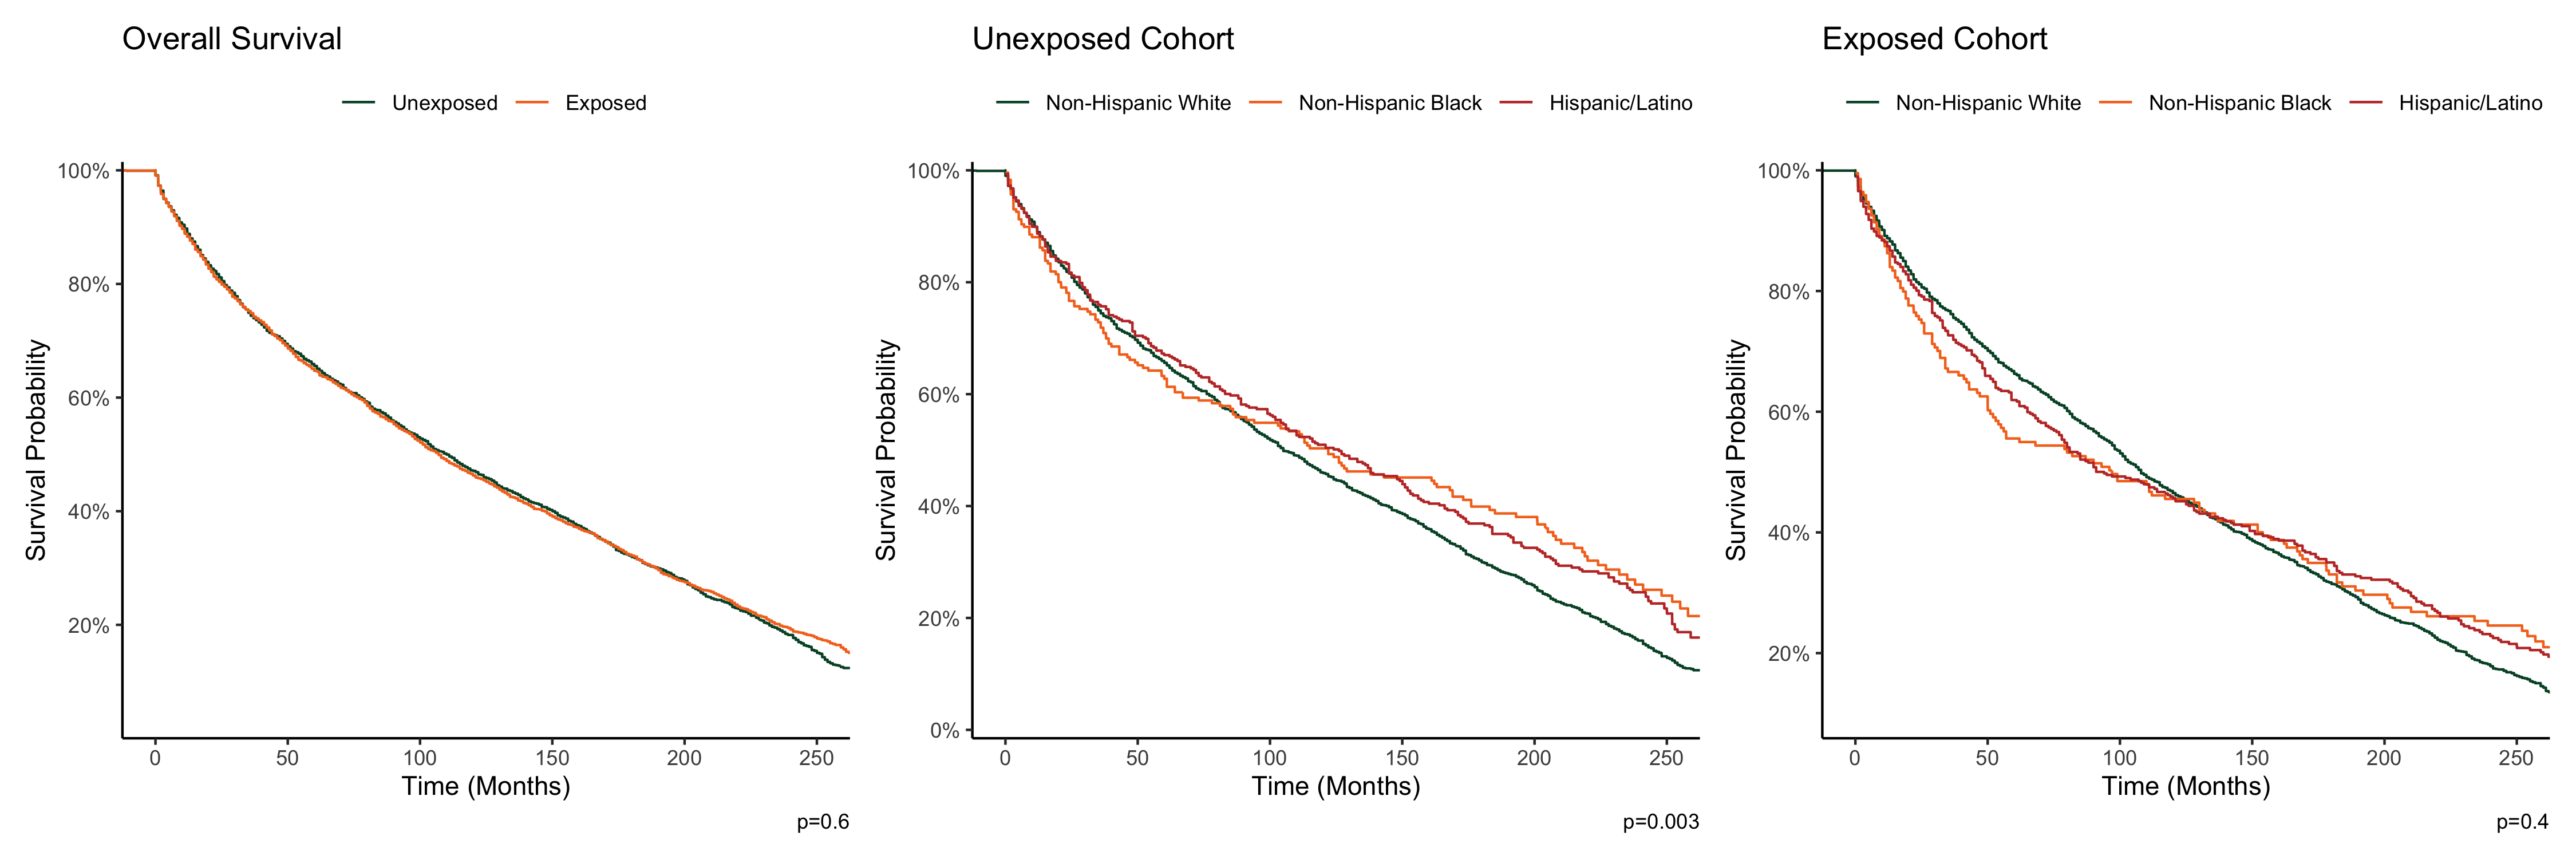 Overall Survival
Unexposed Exposed
Survival Probability
100%
80%
60%
40%
20%
0 50 100 150 200 250
Time (Months)
p=0.6
Unexposed Cohort
Non-Hispanic White Non-Hispanic Black Hispanic/Latino
Survival Probability
100%
80%
60%
40%
20%
0%
0 50 100 150 200 250
Time (Months)
p=0.003
Exposed Cohort
Non-Hispanic White Non-Hispanic Black Hispanic/Latino
Survival Probability
100%
80%
60%
40%
20%
0 50 100 150 200 250
Time (Months)
p=0.4